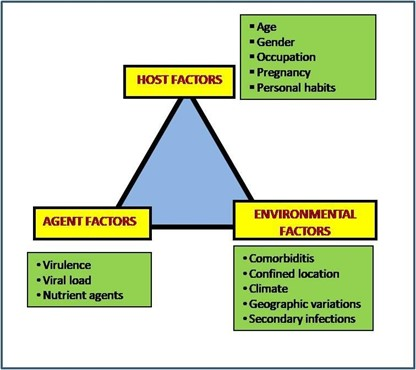 ▪ Age
▪ Gender
▪ Occupation
▪ Pregnancy
▪ Personal habits
HOST FACTORS
AGENT FACTORS
ENVIRONMENTAL
FACTORS
• Virulence
• Viral load
• Nutrient agents
• Comorbiditis
• Confined location
• Climate
• Geographic variations
• Secondary infections